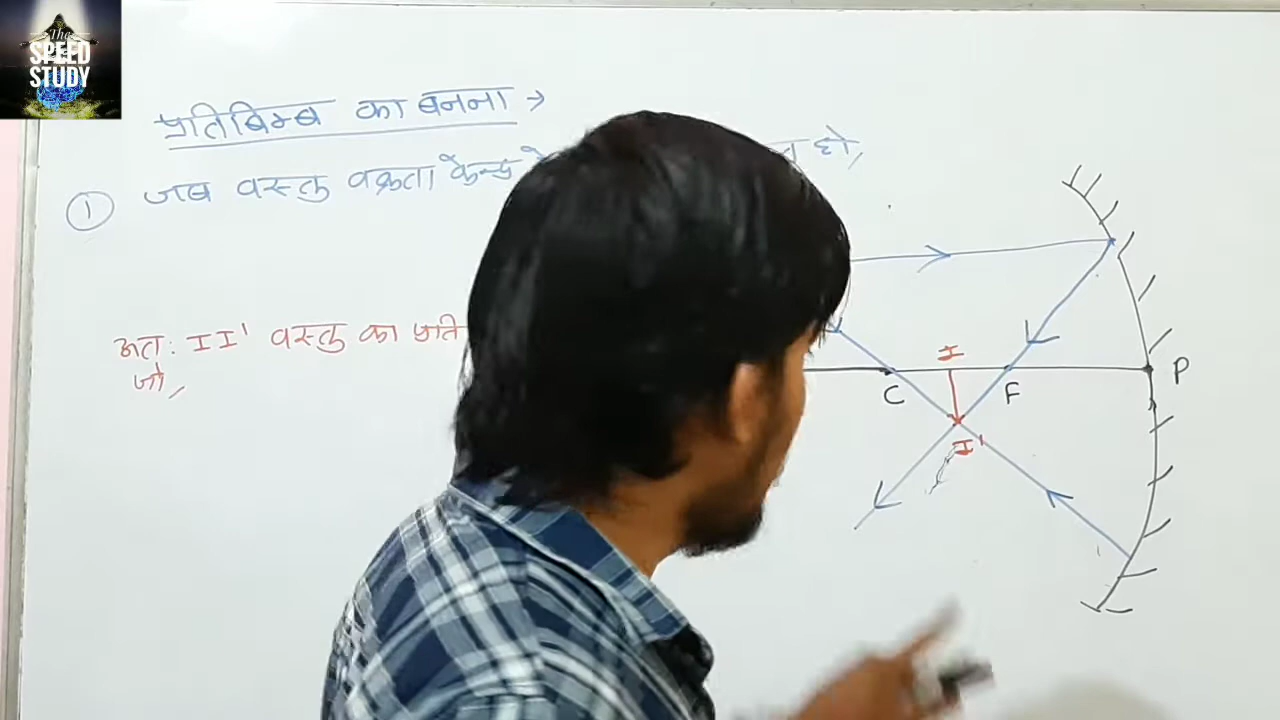 The
SPEED
STUDY
प्रतिबिम्ब का बनना →
① जब वस्तु वक्रता केन्द्र हो,
अतः II' वस्तु का प्रति
जो,
I
P
C
F
I'